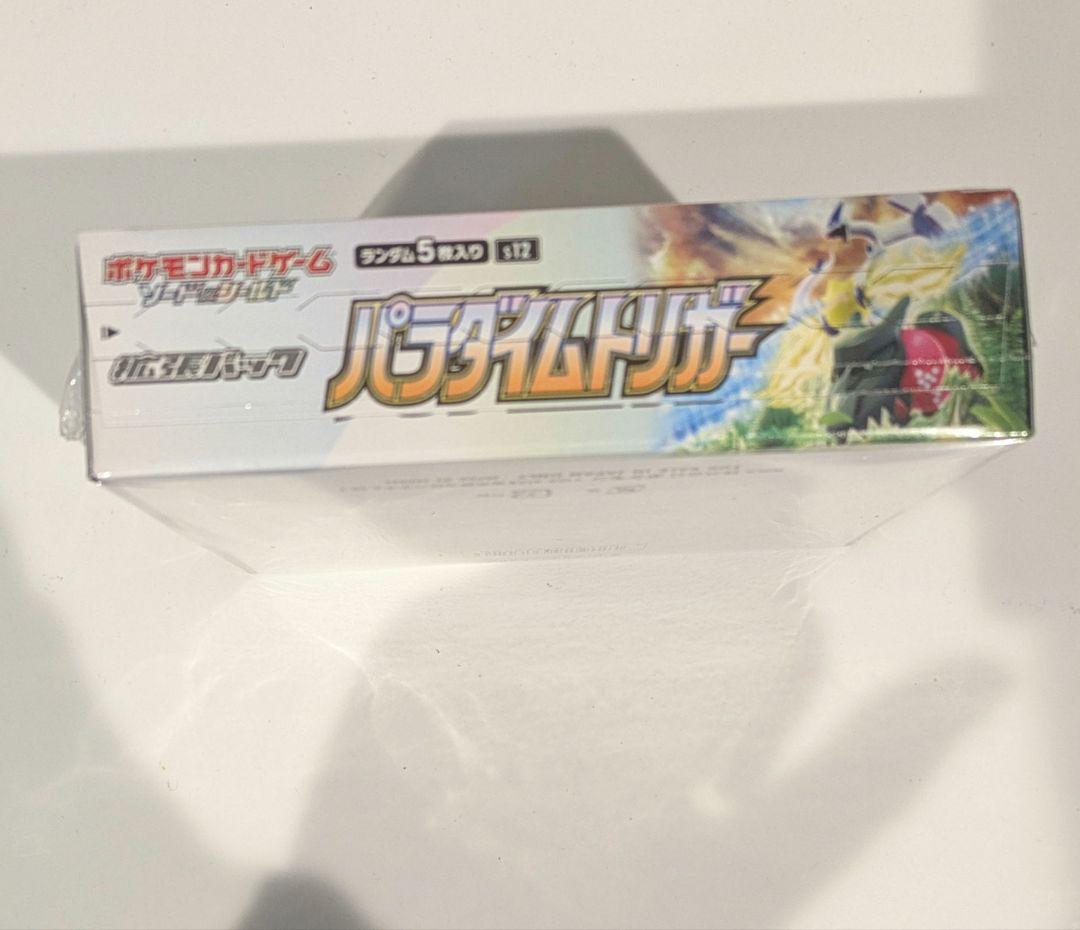 ポケモンカードゲーム
ソード&シールド
ランダム5枚入り
s12
拡張パック
パラダイムトリガー